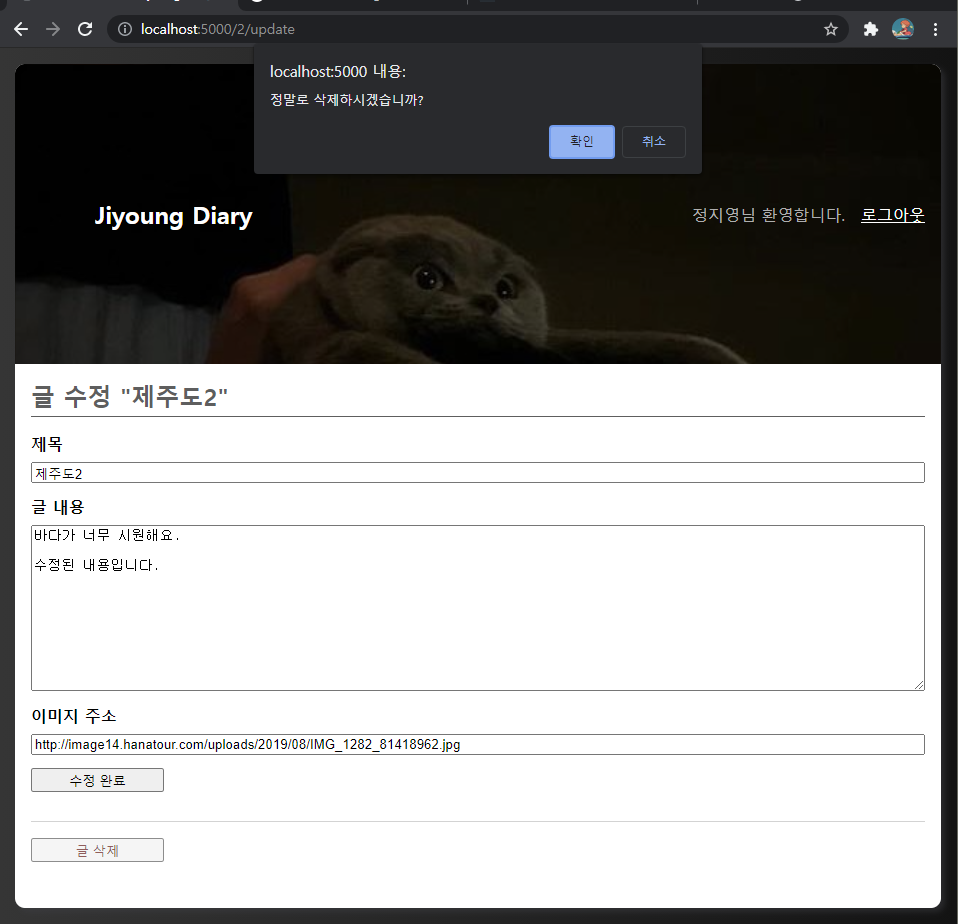 localhost:5000/2/update
localhost:5000 내용:
정말로 삭제하시겠습니까?
확인 취소
Jiyoung Diary
정지영님 환영합니다. 로그아웃
글 수정 "제주도2"
제목
제주도2
글 내용
바다가 너무 시원해요.
수정된 내용입니다.
이미지 주소
http://image14.hanatour.com/uploads/2019/08/IMG_1282_81418962.jpg
수정 완료
글 삭제